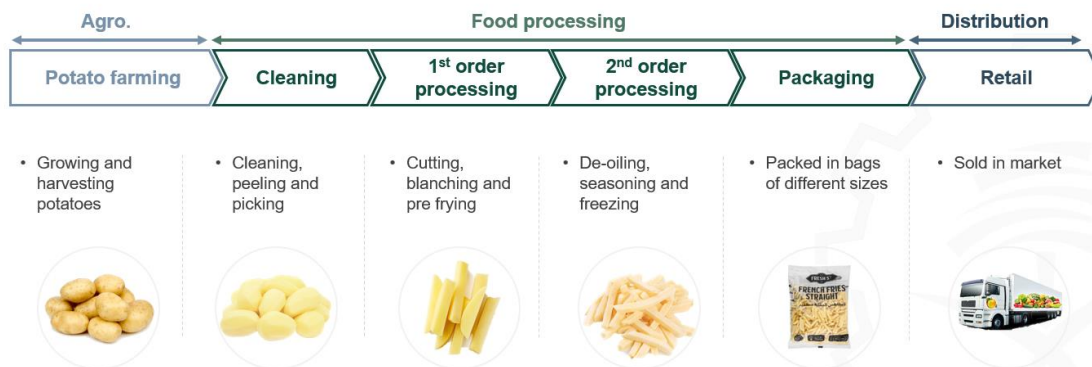 Agro.
Food processing
Distribution
Potato farming
Cleaning
1st order
processing
2nd order
processing
Packaging
Retail
• Growing and
harvesting
potatoes
• Cleaning,
peeling and
picking
• Cutting,
blanching and
pre frying
• De-oiling,
seasoning and
freezing
• Packed in bags
of different sizes
• Sold in market
FRENCH FRIES
STRAIGHT